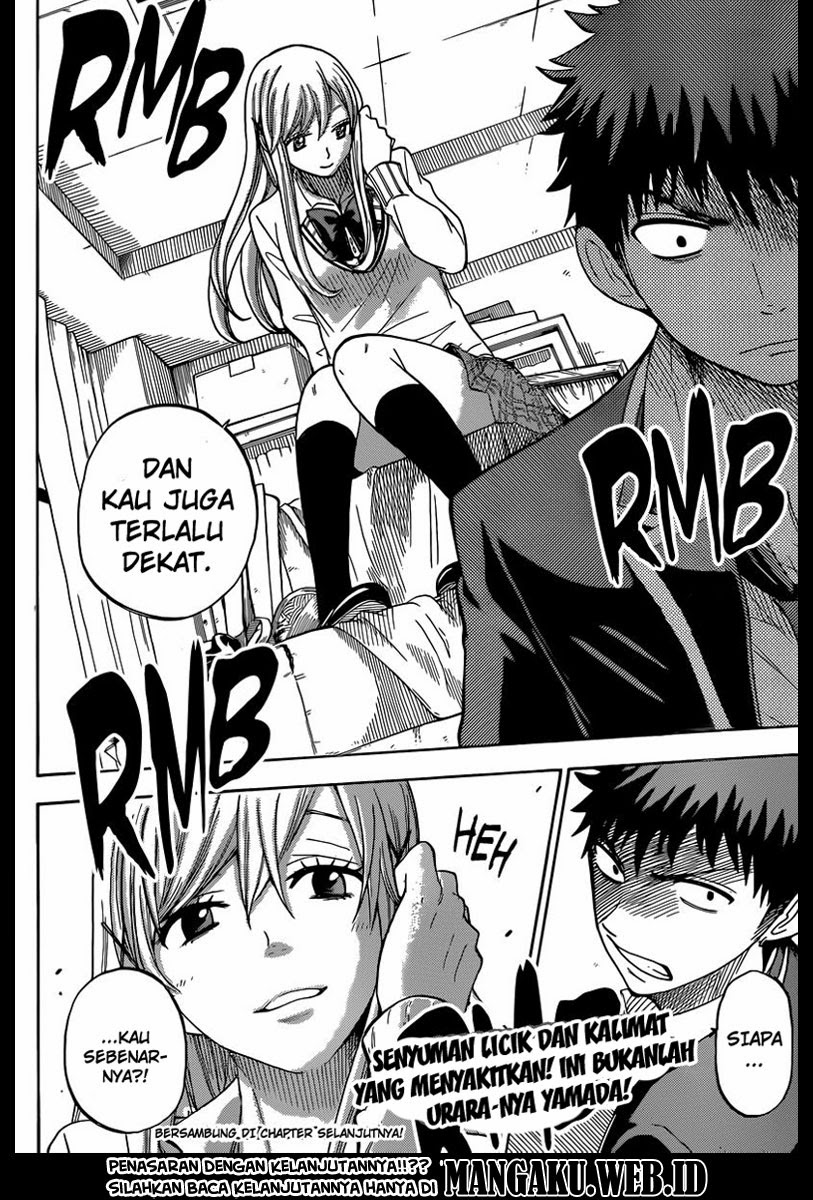 RMB
DAN
KAU JUGA
TERLALU
DEKAT.
RMB
RMB
SIAPA
...
HEH
...KAU
SEBENAR-
NYA?!
SENYUMAN LICIK DAN KALIMAT
YANG MENYAKITKAN! INI BUKANLAH
URARA-NYA YAMADA!
BERSAMBUNG DI CHAPTER SELANJUTNYA!
PENASARAN DENGAN KELANJUTANNYA!!??
SILAHKAN BACA KELANJUTANNYA HANYA DI MANGAKU.WEB.ID